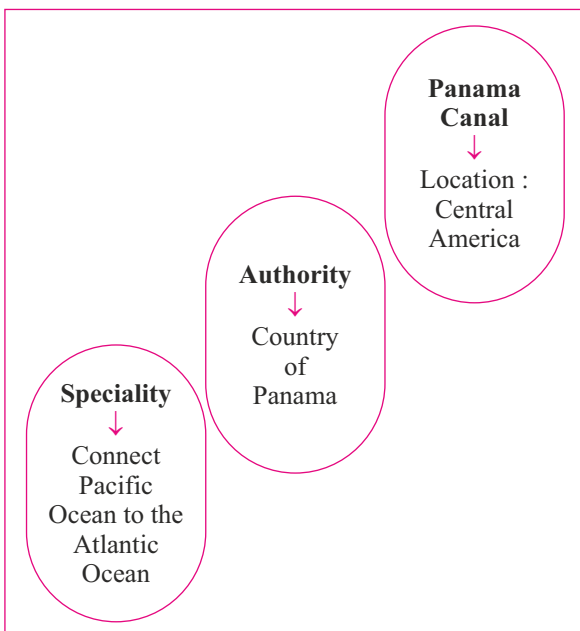 Panama
Canal
↓
Location :
Central
America
Authority
↓
Country
of
Panama
Speciality
↓
Connect
Pacific
Ocean to the
Atlantic
Ocean